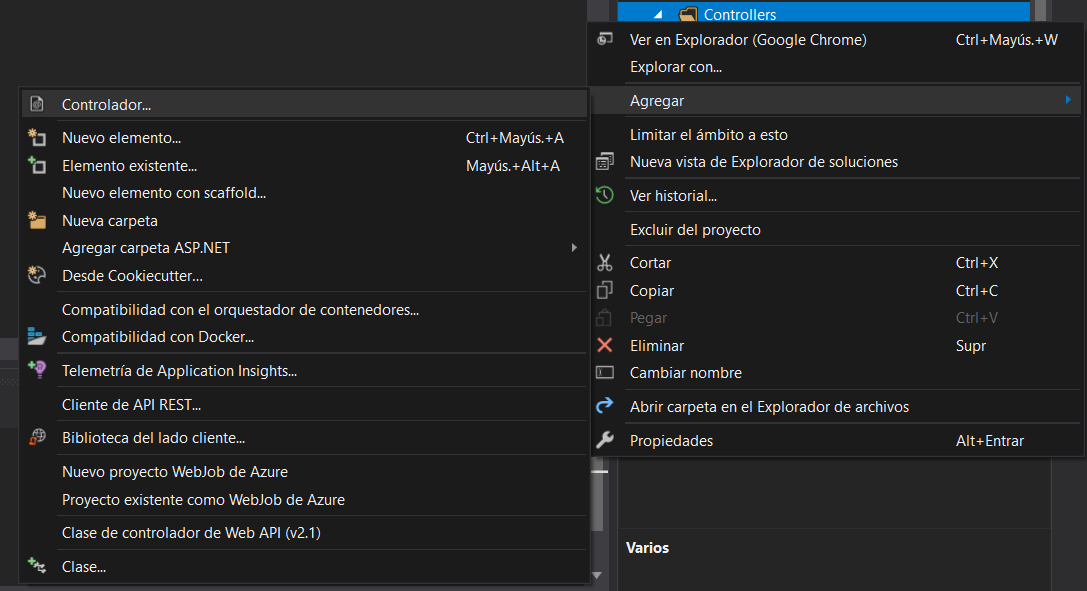 Controllers
Ver en Explorador (Google Chrome) Ctrl+Mayús.+W
Explorar con...
Agregar
Limitar el ámbito a esto
Nueva vista de Explorador de soluciones
Ver historial...
Excluir del proyecto
Cortar Ctrl+X
Copiar Ctrl+C
Pegar Ctrl+V
Eliminar Supr
Cambiar nombre
Abrir carpeta en el Explorador de archivos
Propiedades Alt+Entrar
Controlador...
Nuevo elemento... Ctrl+Mayús.+A
Elemento existente... Mayús.+Alt+A
Nuevo elemento con scaffold...
Nueva carpeta
Agregar carpeta ASP.NET
Desde Cookiecutter...
Compatibilidad con el orquestador de contenedores...
Compatibilidad con Docker...
Telemetría de Application Insights...
Cliente de API REST...
Biblioteca del lado cliente...
Nuevo proyecto WebJob de Azure
Proyecto existente como WebJob de Azure
Clase de controlador de Web API (v2.1)
Clase...
Varios